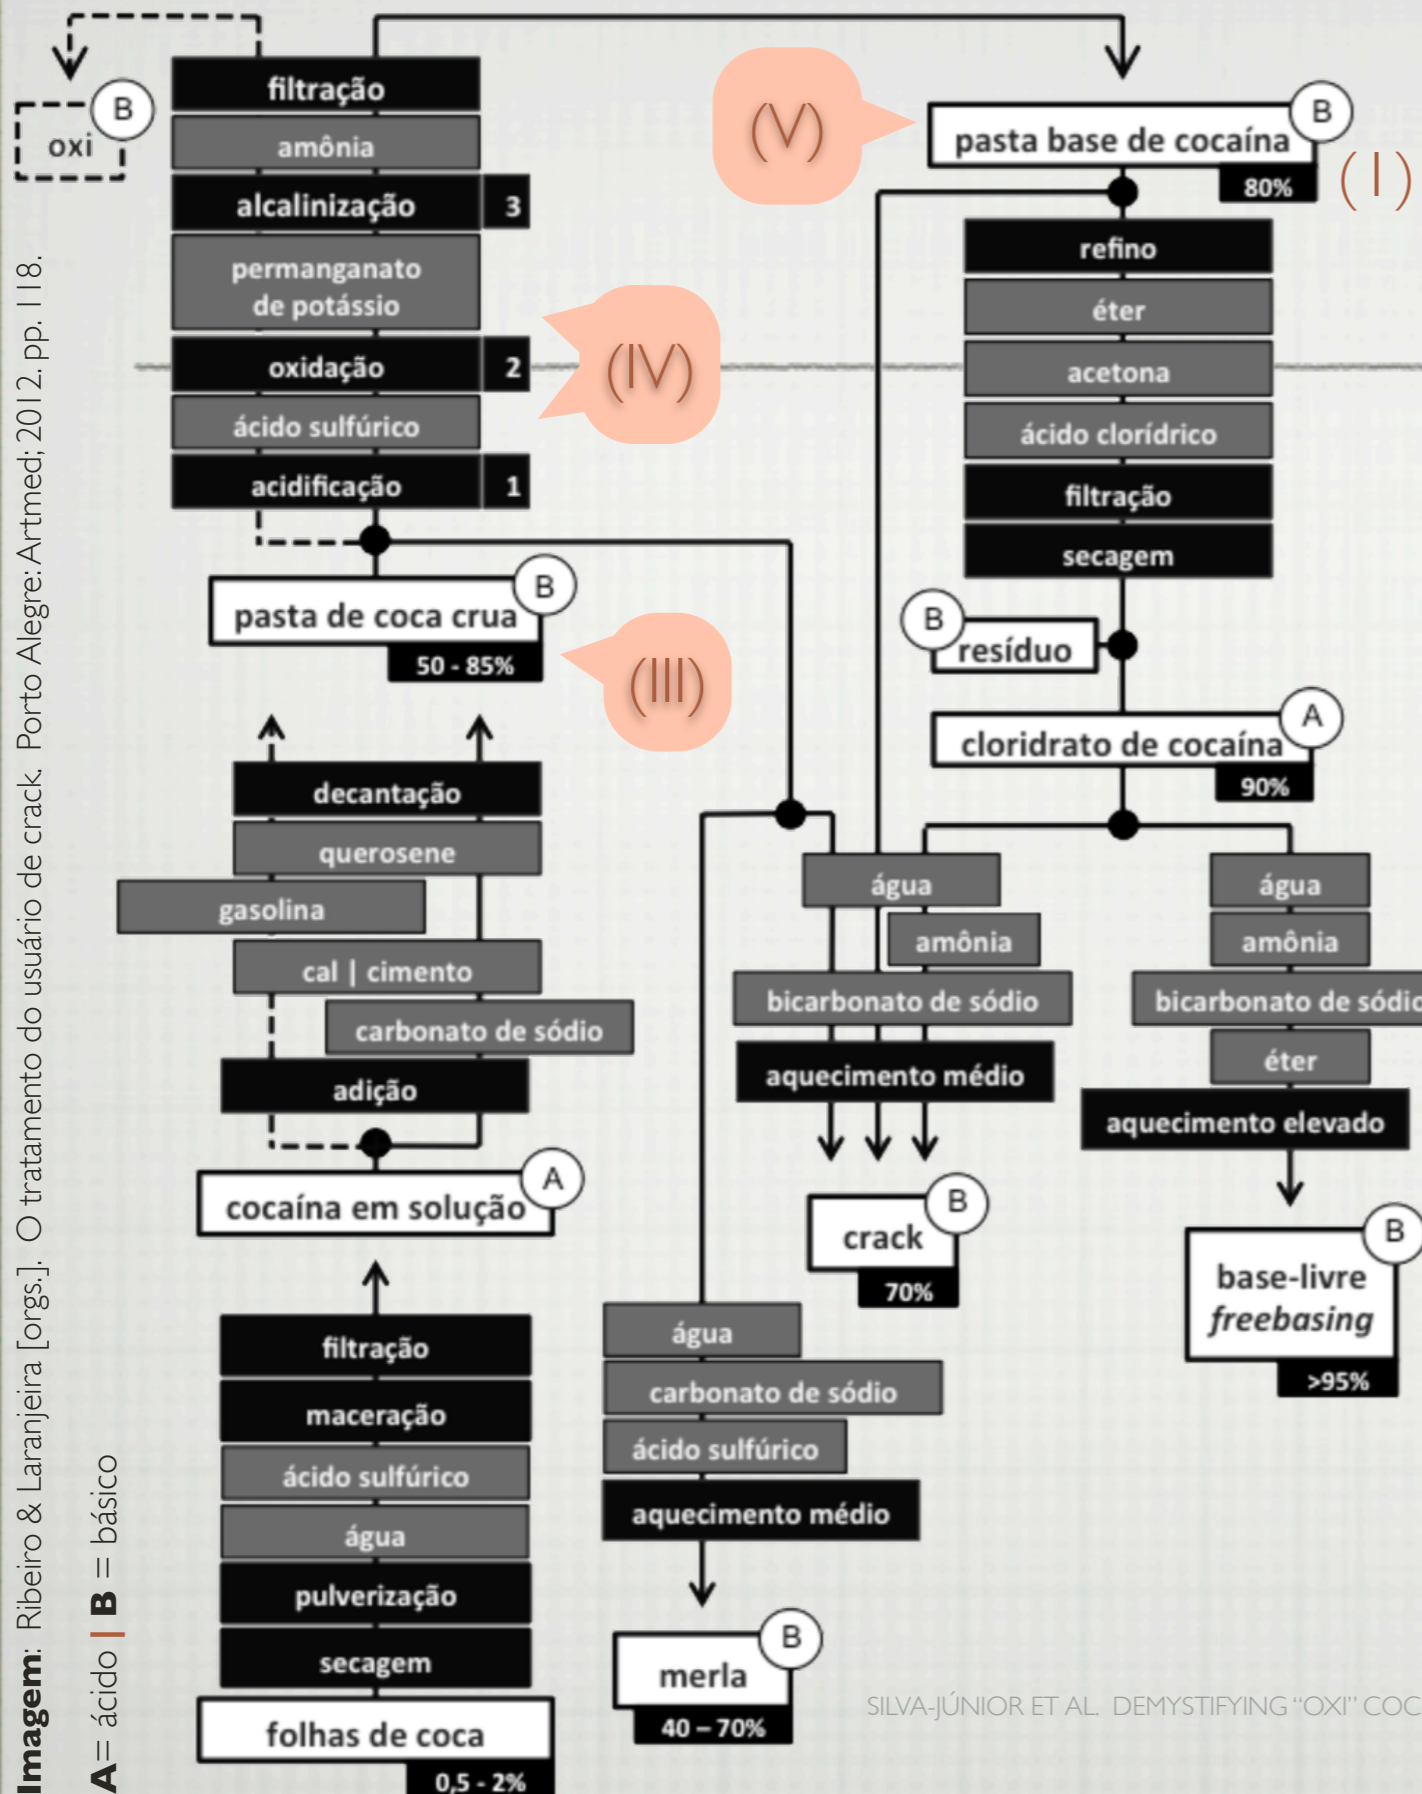 oxi
B
filtração
amônia
alcalinização
3
permanganato
de potássio
oxidação
2
ácido sulfúrico
acidificação
1
pasta de coca crua
B
50 - 85%
decantação
querosene
gasolina
cal | cimento
carbonato de sódio
adição
cocaína em solução
A
filtração
maceração
ácido sulfúrico
água
pulverização
secagem
folhas de coca
0,5 - 2%
(V)
(IV)
(III)
pasta base de cocaína
B
80%
(I)
refino
éter
acetona
ácido clorídrico
filtração
secagem
B
resíduo
cloridrato de cocaína
A
90%
água
amônia
bicarbonato de sódio
aquecimento médio
crack
B
70%
água
amônia
bicarbonato de sódio
éter
aquecimento elevado
base-livre
freebasing
B
>95%
água
carbonato de sódio
ácido sulfúrico
aquecimento médio
merla
B
40 – 70%
SILVA-JÚNIOR ET AL. DEMYSTIFYING “OXI” COC
Imagem: Ribeiro & Laranjeira [orgs.]. O tratamento do usuário de crack. Porto Alegre: Artmed; 2012. pp. 118.
A= ácido | B = básico